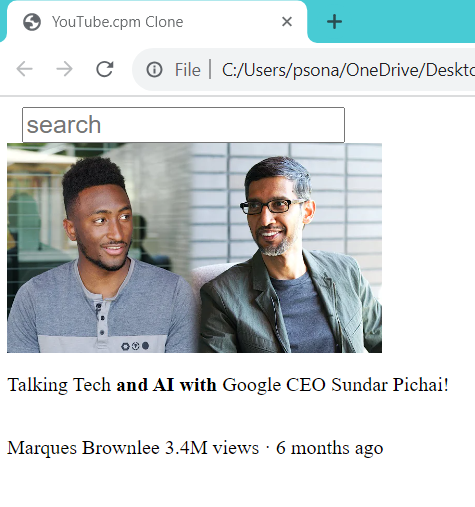 YouTube.cpm Clone
File | C:/Users/psona/OneDrive/Deskto
search
Talking Tech and AI with Google CEO Sundar Pichai!
Marques Brownlee 3.4M views · 6 months ago